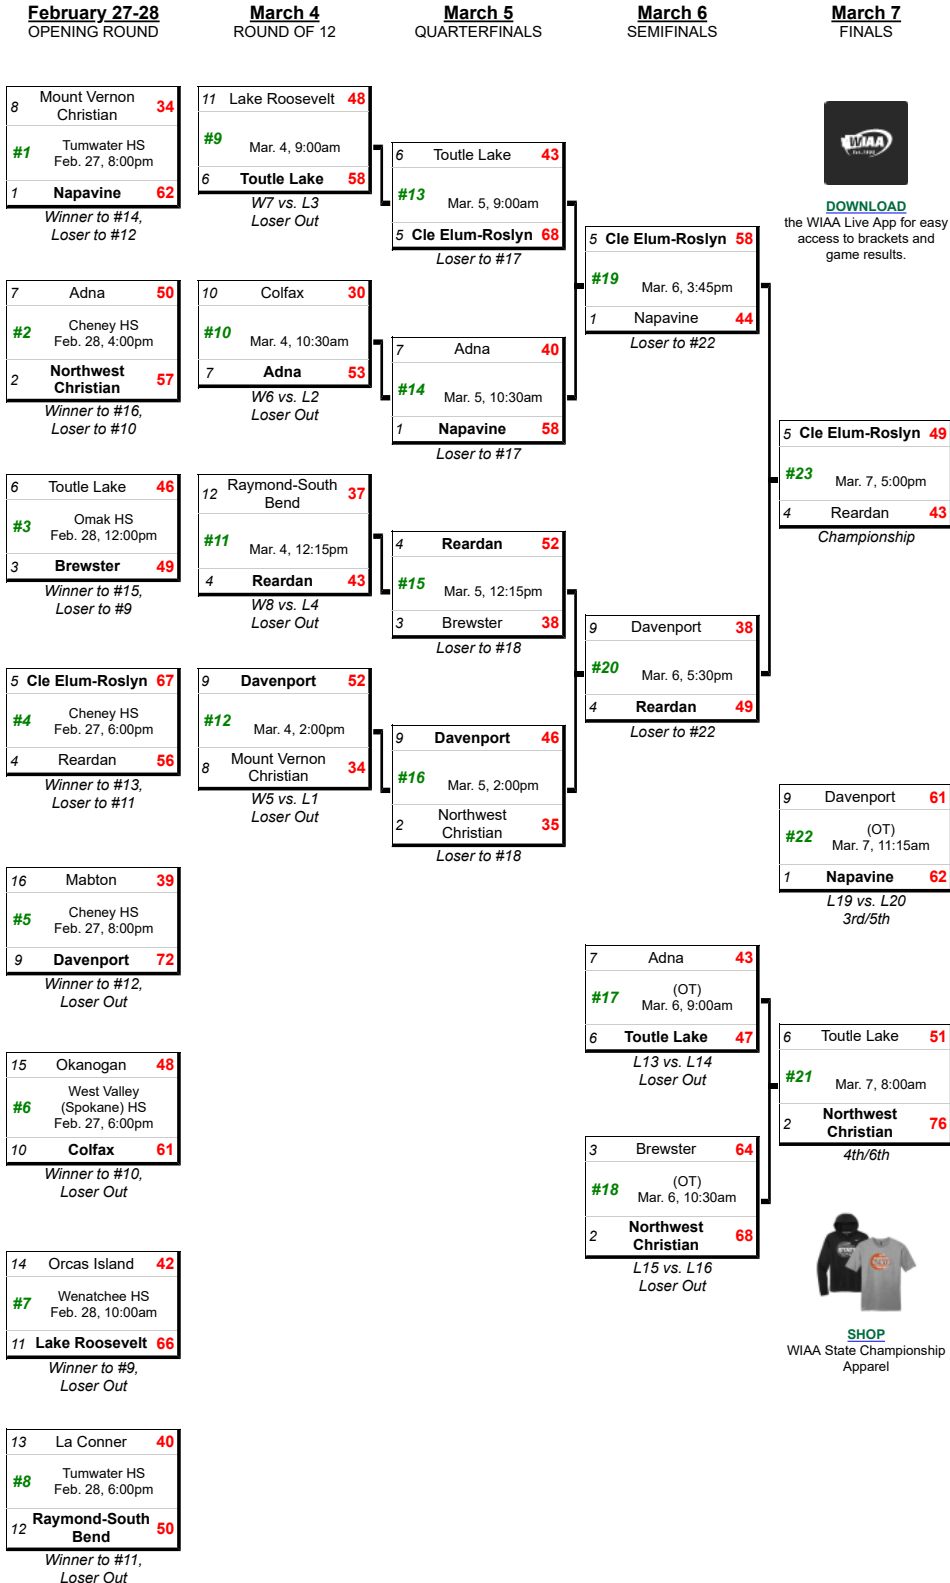 February 27-28
OPENING ROUND
March 4
ROUND OF 12
March 5
QUARTERFINALS
March 6
SEMIFINALS
March 7
FINALS
8 Mount Vernon Christian 34
#1 Tumwater HS
Feb. 27, 8:00pm
1 Napavine 62
Winner to #14,
Loser to #12
7 Adna 50
#2 Cheney HS
Feb. 28, 4:00pm
2 Northwest Christian 57
Winner to #16,
Loser to #10
6 Toutle Lake 46
#3 Omak HS
Feb. 28, 12:00pm
3 Brewster 49
Winner to #15,
Loser to #9
5 Cle Elum-Roslyn 67
#4 Cheney HS
Feb. 27, 6:00pm
4 Reardan 56
Winner to #13,
Loser to #11
16 Mabton 39
#5 Cheney HS
Feb. 27, 8:00pm
9 Davenport 72
Winner to #12,
Loser Out
15 Okanogan 48
#6 West Valley
(Spokane) HS
Feb. 27, 6:00pm
10 Colfax 61
Winner to #10,
Loser Out
14 Orcas Island 42
#7 Wenatchee HS
Feb. 28, 10:00am
11 Lake Roosevelt 66
Winner to #9,
Loser Out
13 La Conner 40
#8 Tumwater HS
Feb. 28, 6:00pm
12 Raymond-South Bend 50
Winner to #11,
Loser Out
11 Lake Roosevelt 48
#9 Mar. 4, 9:00am
6 Toutle Lake 58
W7 vs. L3
Loser Out
10 Colfax 30
#10 Mar. 4, 10:30am
7 Adna 53
W6 vs. L2
Loser Out
12 Raymond-South Bend 37
#11 Mar. 4, 12:15pm
4 Reardan 43
W8 vs. L4
Loser Out
9 Davenport 52
#12 Mar. 4, 2:00pm
8 Mount Vernon Christian 34
W5 vs. L1
Loser Out
6 Toutle Lake 43
#13 Mar. 5, 9:00am
5 Cle Elum-Roslyn 68
Loser to #17
7 Adna 40
#14 Mar. 5, 10:30am
1 Napavine 58
Loser to #17
4 Reardan 52
#15 Mar. 5, 12:15pm
3 Brewster 38
Loser to #18
9 Davenport 46
#16 Mar. 5, 2:00pm
2 Northwest Christian 35
Loser to #18
5 Cle Elum-Roslyn 58
#19 Mar. 6, 3:45pm
1 Napavine 44
Loser to #22
9 Davenport 38
#20 Mar. 6, 5:30pm
4 Reardan 49
Loser to #22
7 Adna 43
#17 (OT)
Mar. 6, 9:00am
6 Toutle Lake 47
L13 vs. L14
Loser Out
3 Brewster 64
#18 (OT)
Mar. 6, 10:30am
2 Northwest Christian 68
L15 vs. L16
Loser Out
WIAA
DOWNLOAD
the WIAA Live App for easy
access to brackets and
game results.
5 Cle Elum-Roslyn 49
#23 Mar. 7, 5:00pm
4 Reardan 43
Championship
9 Davenport 61
#22 (OT)
Mar. 7, 11:15am
1 Napavine 62
L19 vs. L20
3rd/5th
6 Toutle Lake 51
#21 Mar. 7, 8:00am
2 Northwest Christian 76
4th/6th
SHOP
WIAA State Championship
Apparel